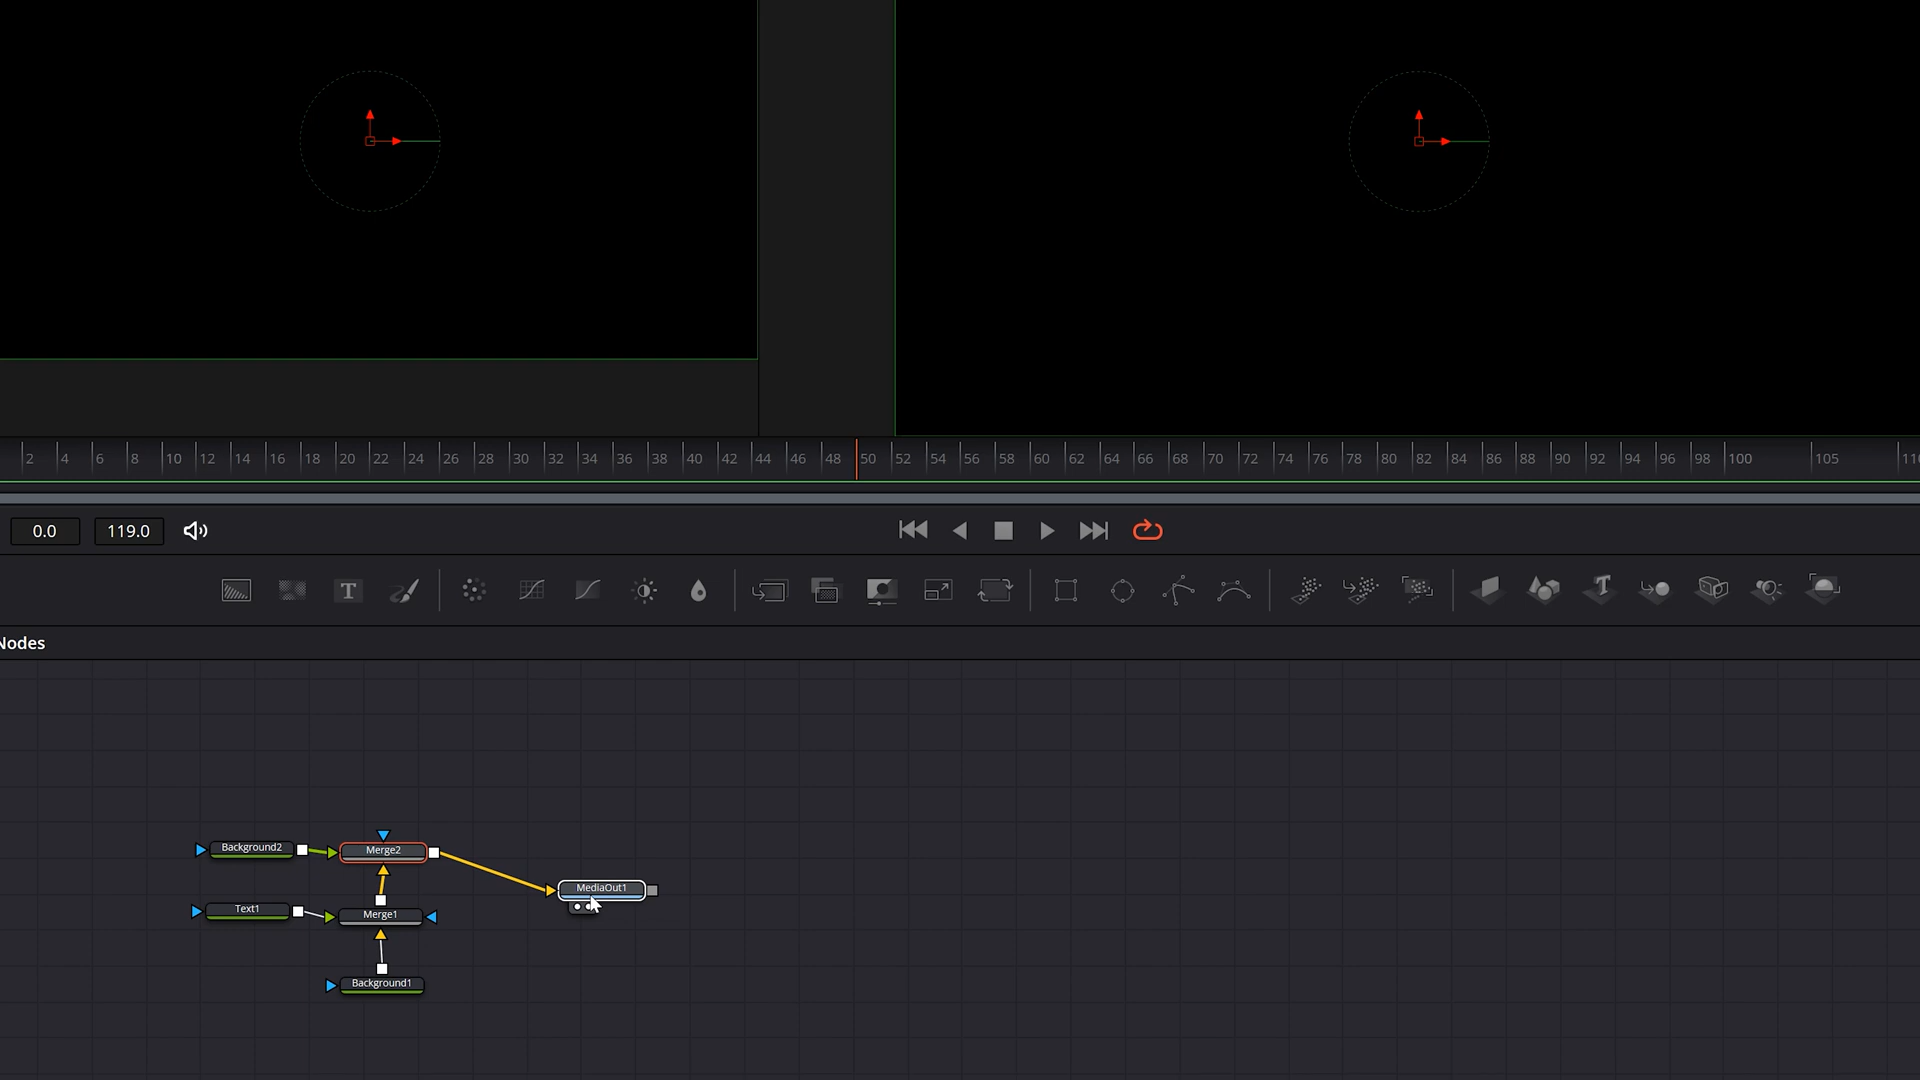 2 4 6 8 10 12 14 16 18 20 22 24 26 28 30 32 34 36 38 40 42 44 46 48 50 52 54 56 58 60 62 64 66 68 70 72 74 76 78 80 82 84 86 88 90 92 94 96 98 100 105
0.0 119.0
T
Nodes
Background2 Merge2
MediaOut1
Text1 Merge1
Background1